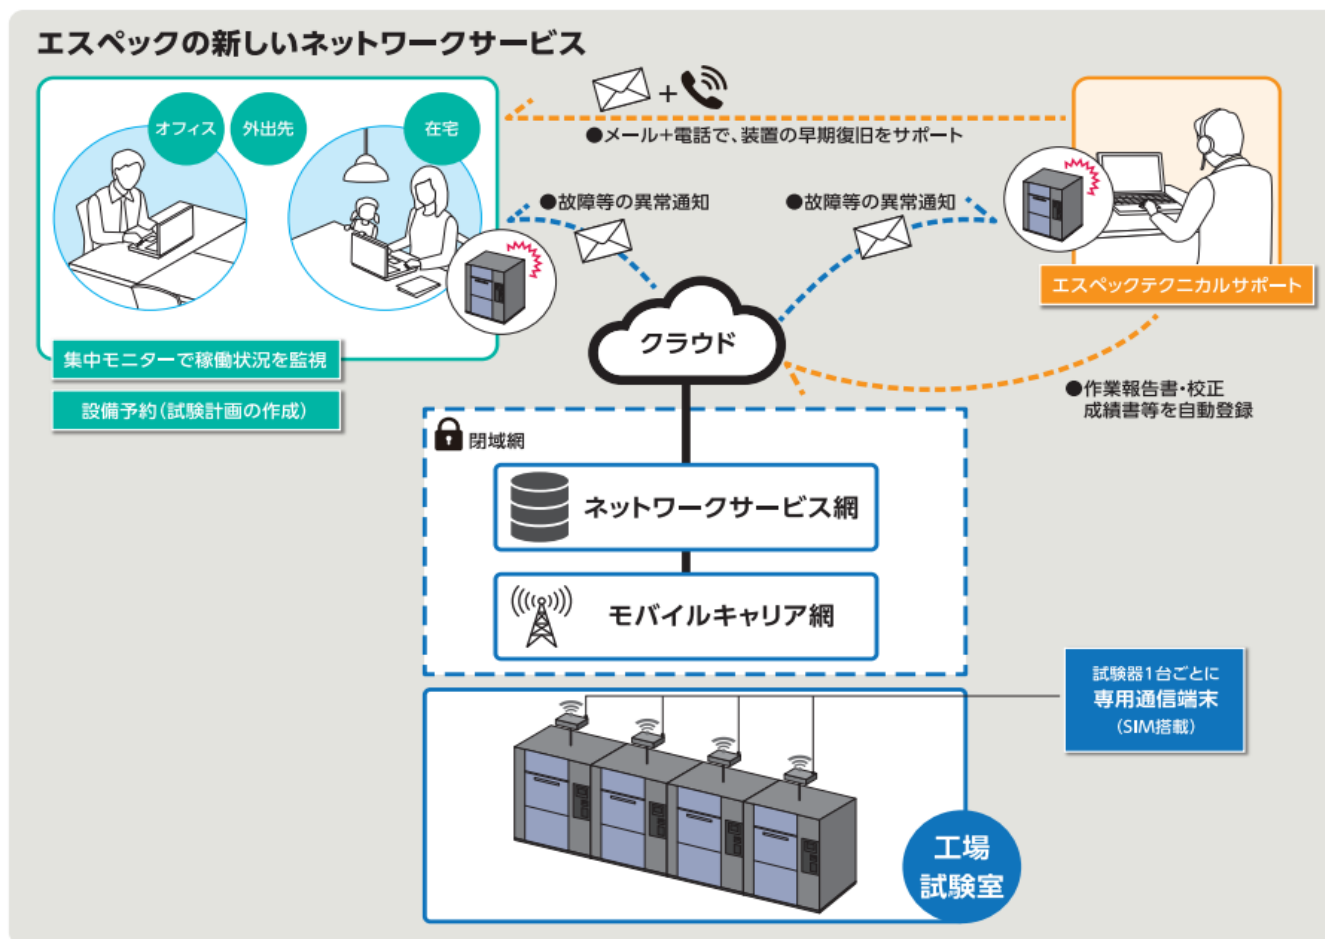 エスペックの新しいネットワークサービス
オフィス
外出先
在宅
●メール+電話で、装置の早期復旧をサポート
●故障等の異常通知
●故障等の異常通知
エスペックテクニカルサポート
クラウド
集中モニターで稼働状況を監視
設備予約(試験計画の作成)
●作業報告書・校正
成績書等を自動登録
閉域網
ネットワークサービス網
モバイルキャリア網
試験器1台ごとに
専用通信端末
(SIM搭載)
工場
試験室